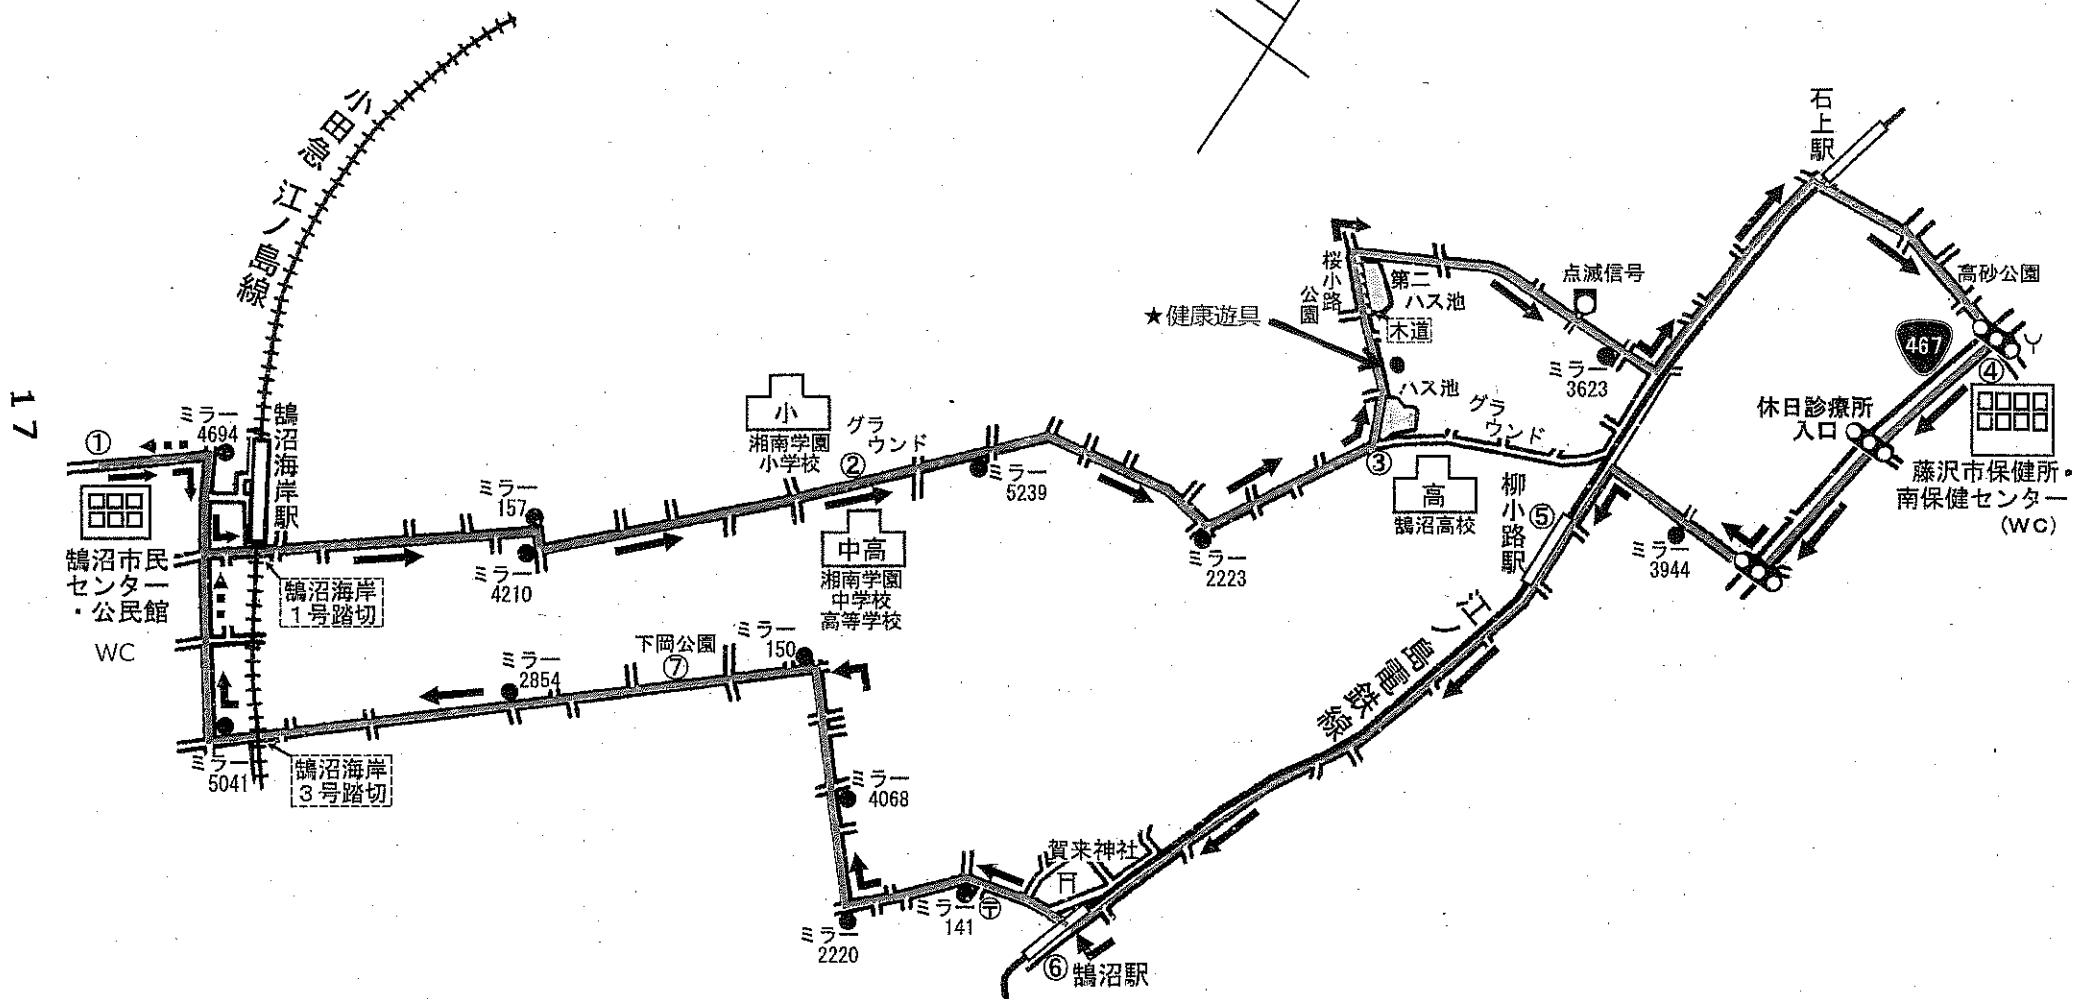 小田急 江ノ島線
石上駅
桜小路
公園
第二
ハス池
木道
点滅信号
高砂公園
★健康遊具
ハス池
ミラー
3623
467
④
休日診療所
入口
藤沢市保健所・
南保健センター
(WC)
17
①
ミラー
4694
鵠沼海岸駅
小
湘南学園
小学校
グラ
ウンド
②
ミラー
5239
③
グラ
ウンド
高
鵠沼高校
柳小路駅
⑤
ミラー
157
ミラー
4210
中高
湘南学園
中学校
高等学校
ミラー
2223
ミラー
3944
鵠沼市民
センター
・公民館
WC
鵠沼海岸
1号踏切
下岡公園
⑦
ミラー
150
ミラー
2854
江ノ島電鉄線
ミラー
5041
鵠沼海岸
3号踏切
ミラー
4068
賀来神社
ミラー
141
〒
ミラー
2220
⑥
鵠沼駅